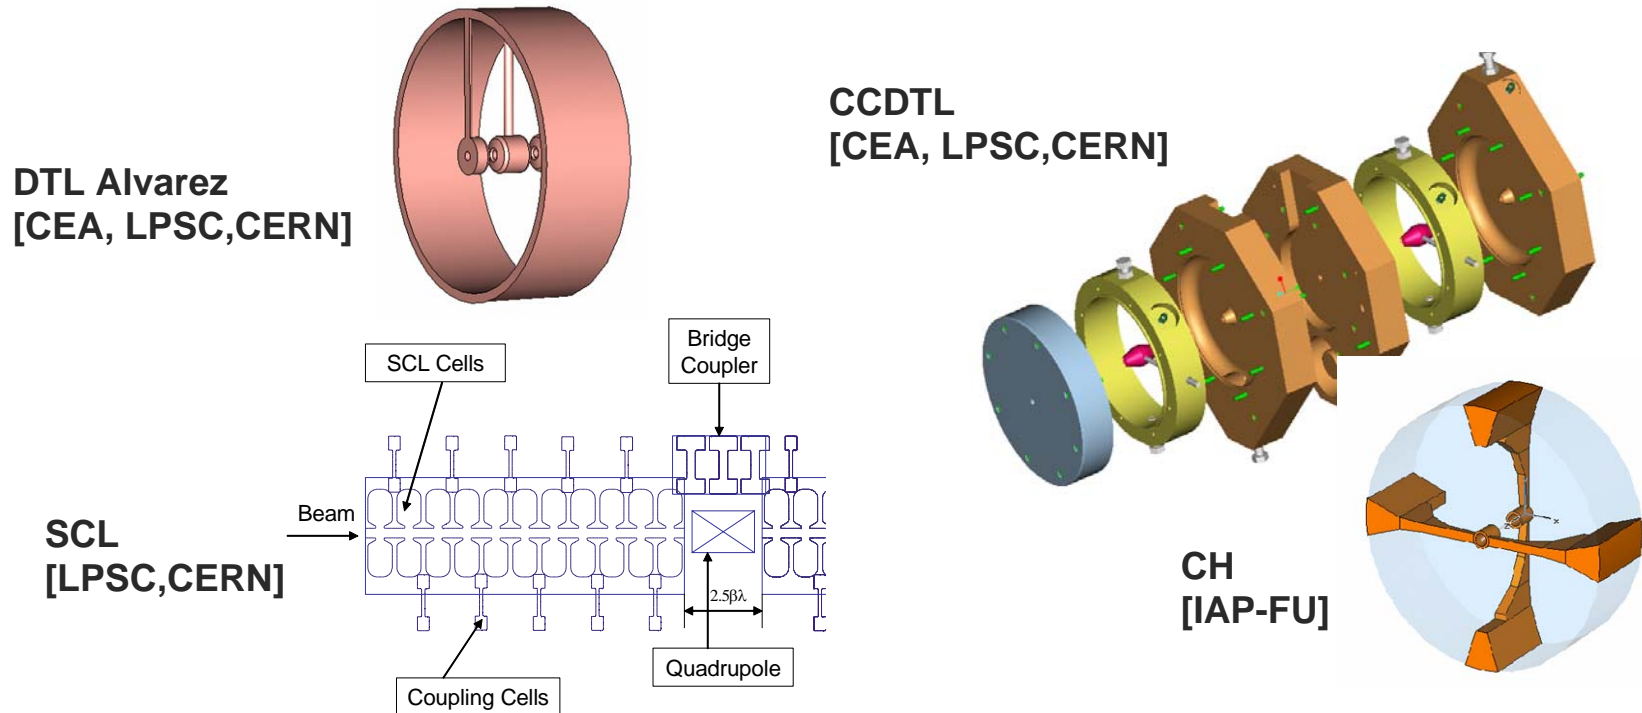 DTL Alvarez
[CEA, LPSC,CERN]
CCDTL
[CEA, LPSC,CERN]
SCL Cells
Bridge
Coupler
Beam
SCL
[LPSC,CERN]
2.5βλ
Quadrupole
Coupling Cells
CH
[IAP-FU]
z
x